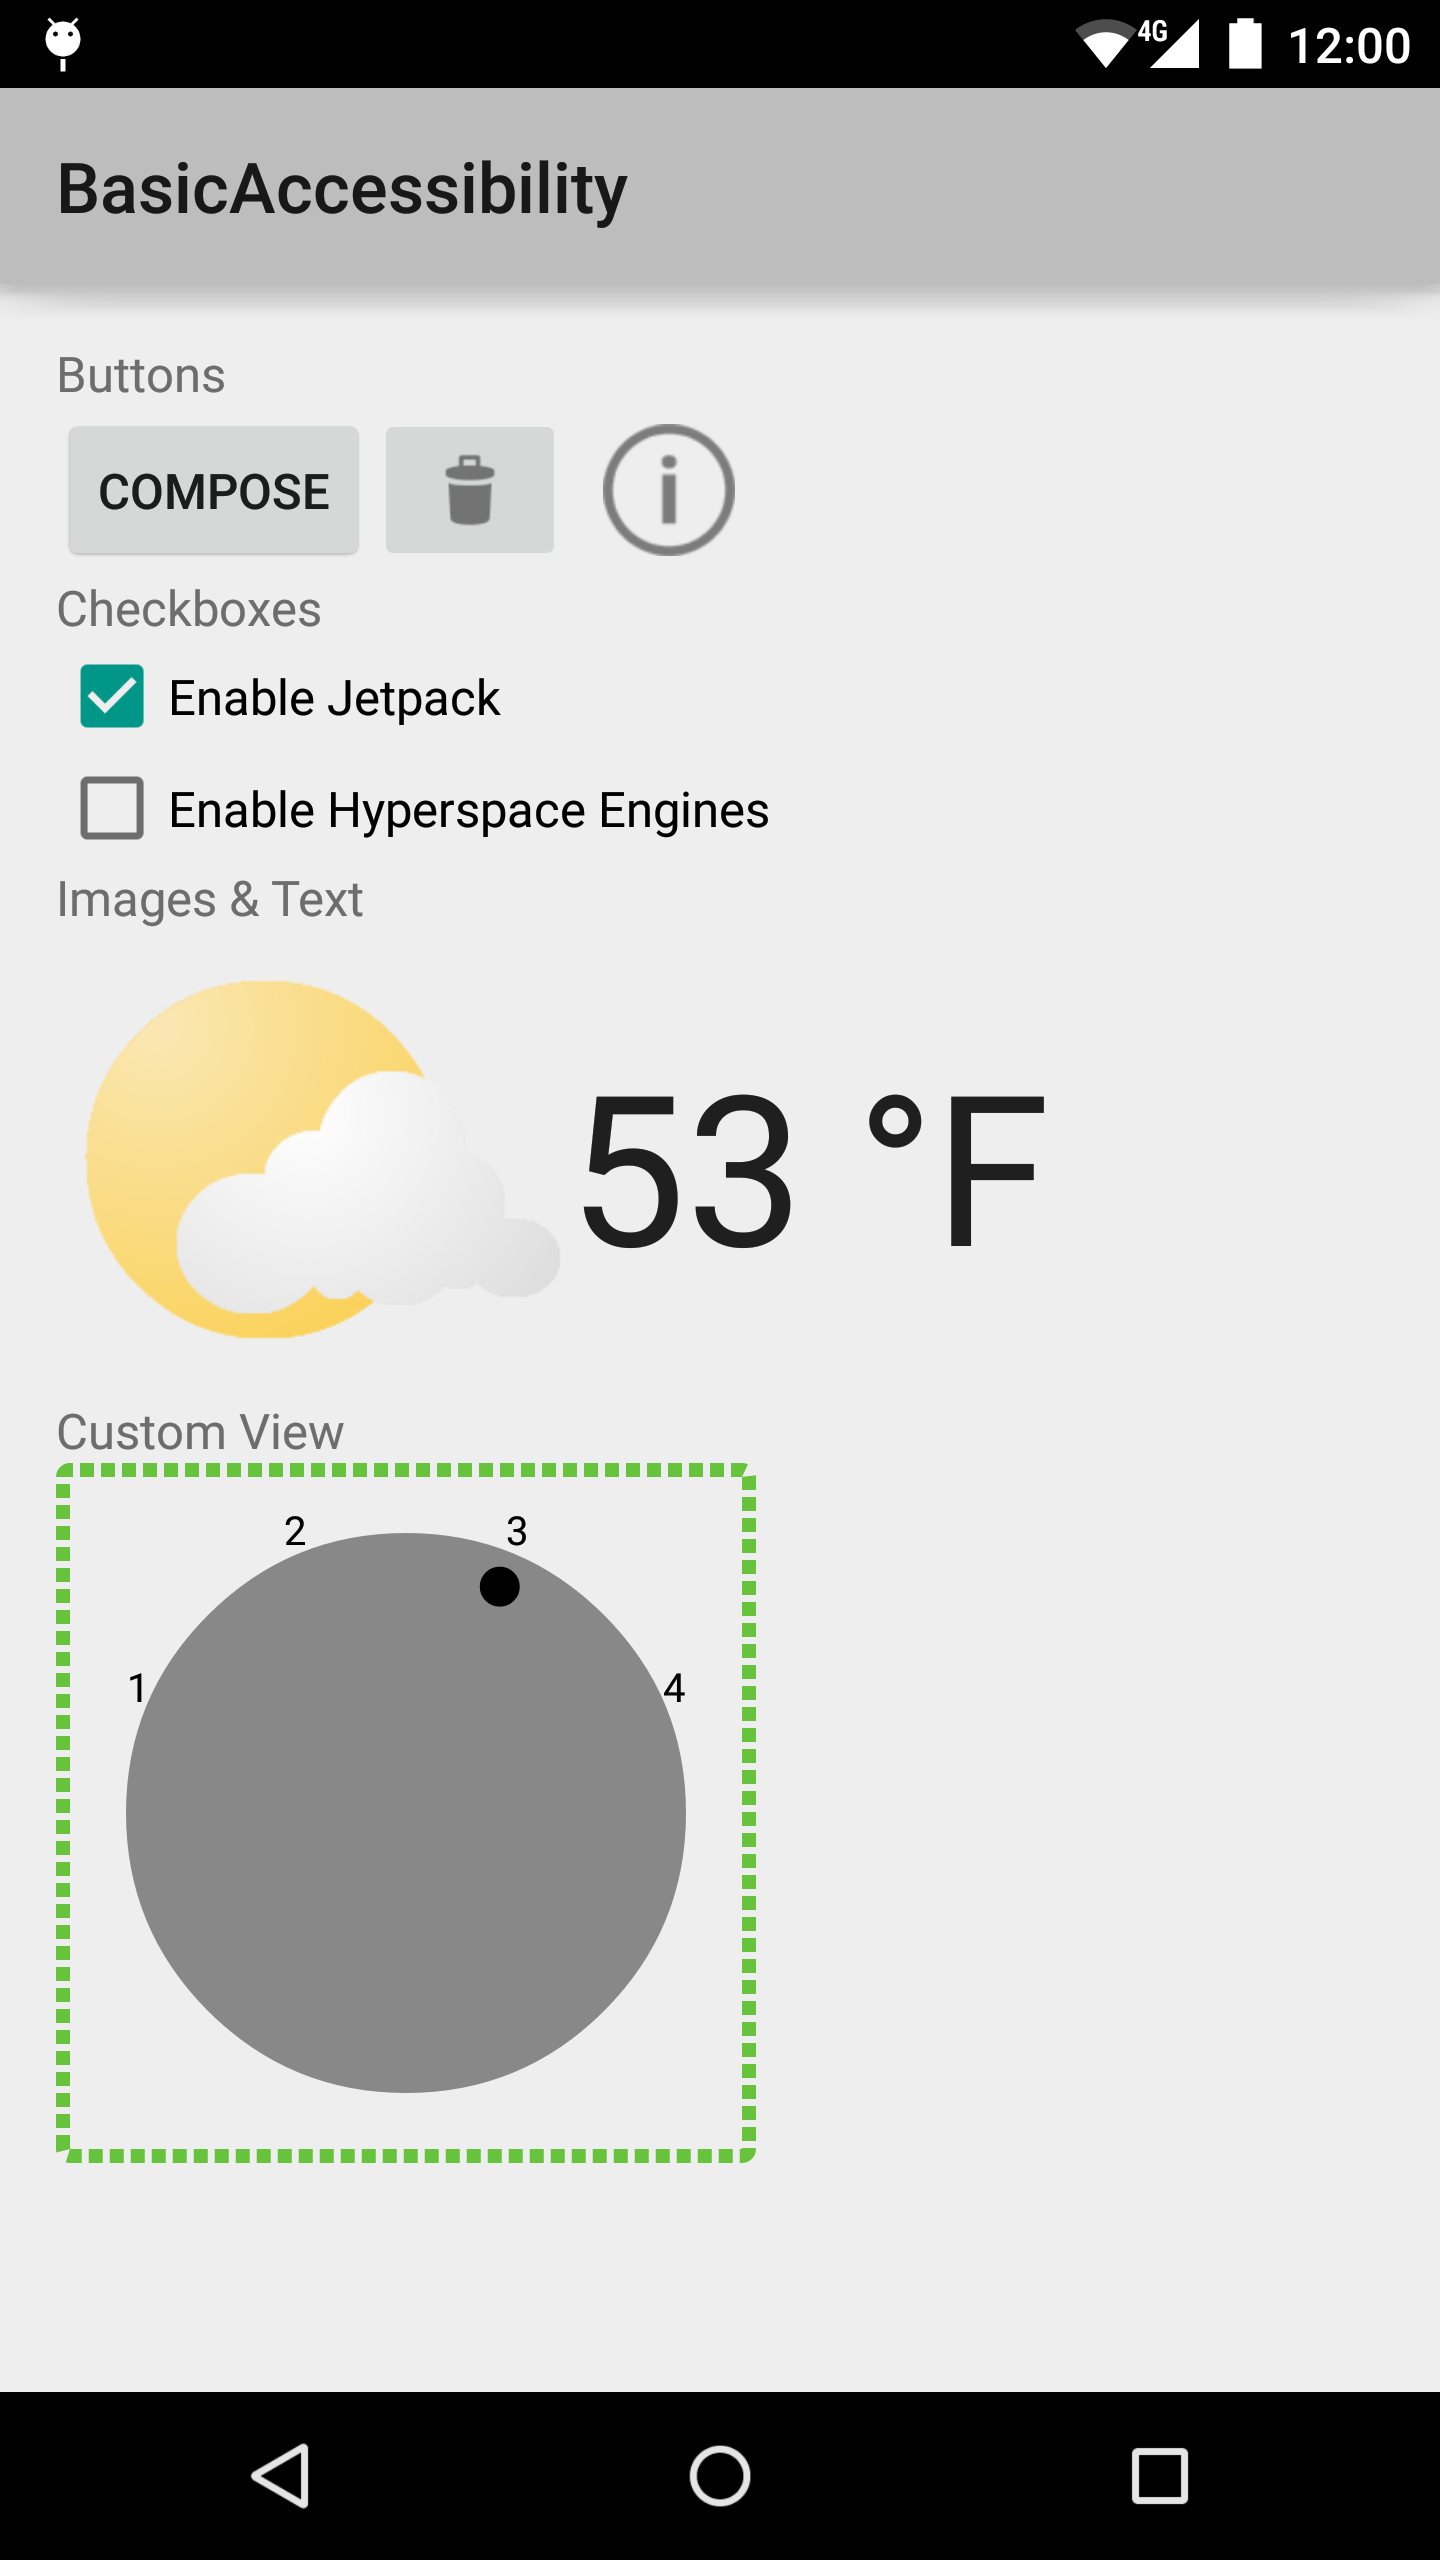 4G 12:00
BasicAccessibility
Buttons
COMPOSE
Checkboxes
Enable Jetpack
Enable Hyperspace Engines
Images & Text
53 °F
Custom View
2 3
1 4